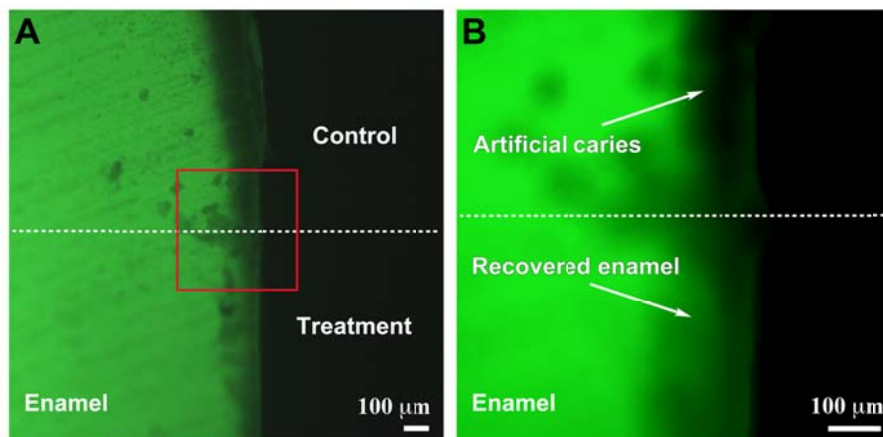 A
Control
Treatment
Enamel
100 μm
B
Artificial caries
Recovered enamel
Enamel
100 μm